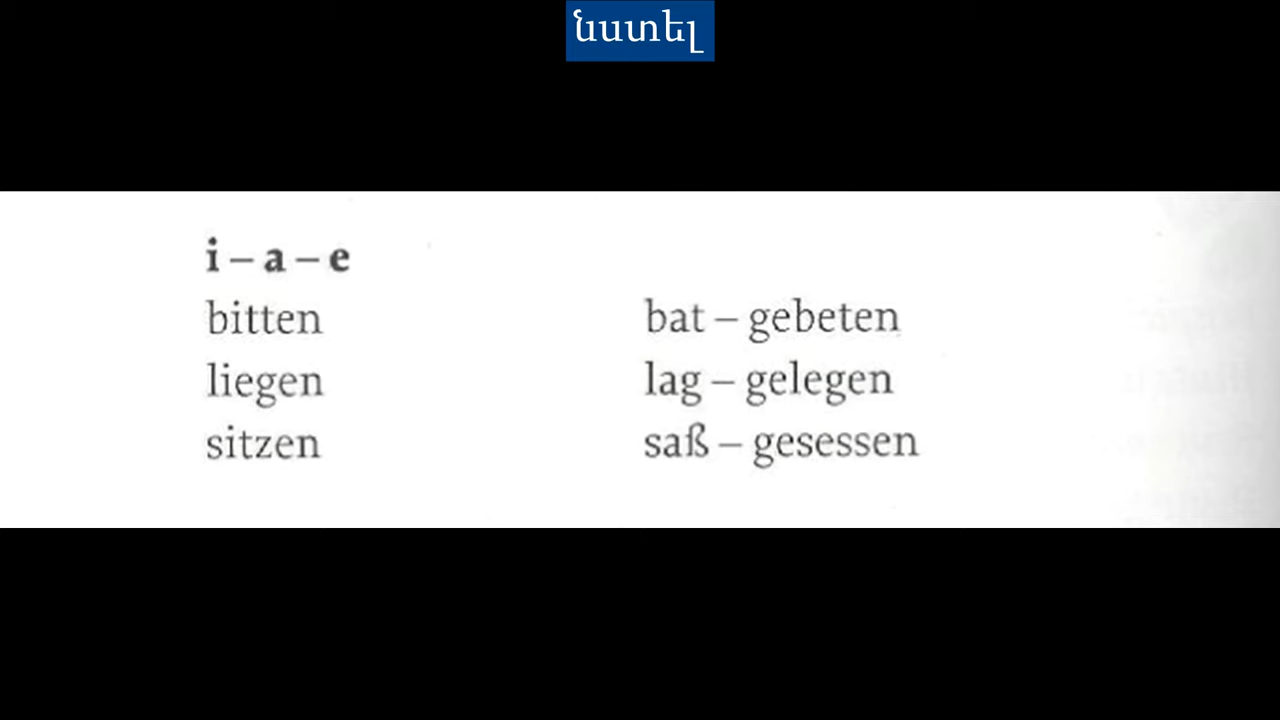 նստել
i – a – e
bitten bat – gebeten
liegen lag – gelegen
sitzen saß – gesessen